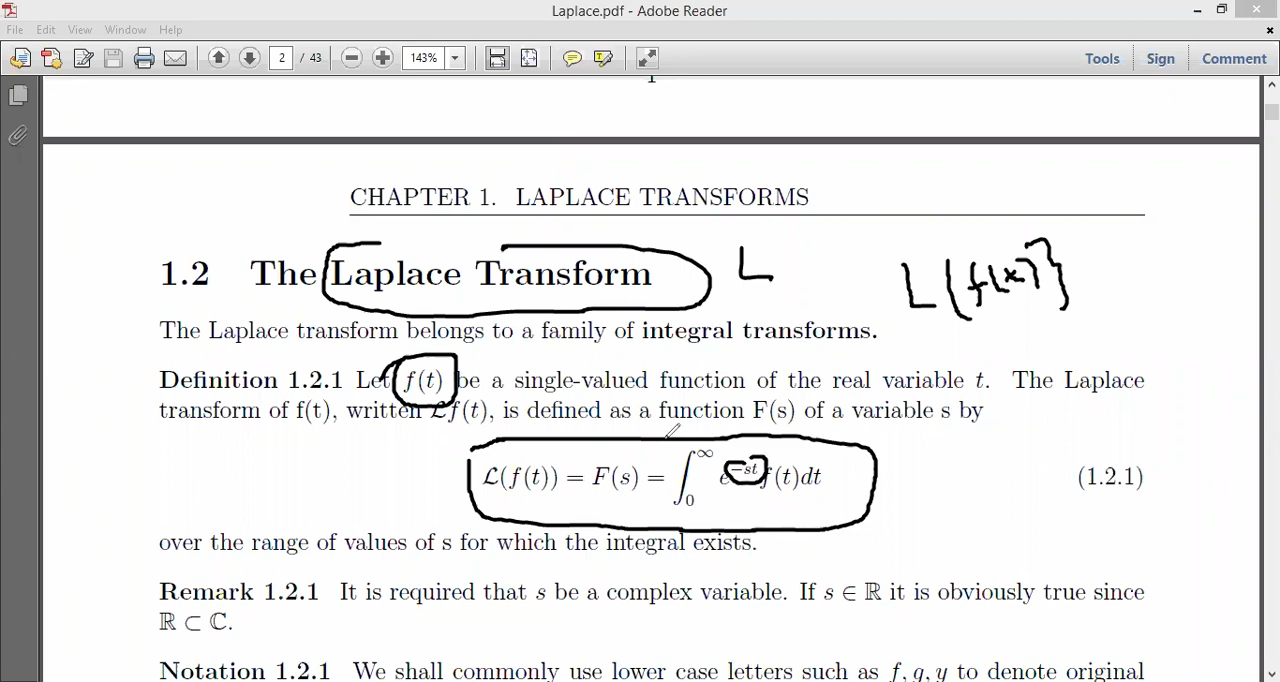 Laplace.pdf - Adobe Reader
File Edit View Window Help
2 / 43 143% Tools Sign Comment
CHAPTER 1. LAPLACE TRANSFORMS
1.2 The Laplace Transform L L{f(x)}
The Laplace transform belongs to a family of integral transforms.
Definition 1.2.1 Let f(t) be a single-valued function of the real variable t. The Laplace
transform of f(t), written ℒf(t), is defined as a function F(s) of a variable s by
ℒ(f(t)) = F(s) = ∫₀^∞ e^{-st} f(t)dt (1.2.1)
over the range of values of s for which the integral exists.
Remark 1.2.1 It is required that s be a complex variable. If s ∈ ℝ it is obviously true since
ℝ ⊂ ℂ.
Notation 1.2.1 We shall commonly use lower case letters such as f, g, y to denote original